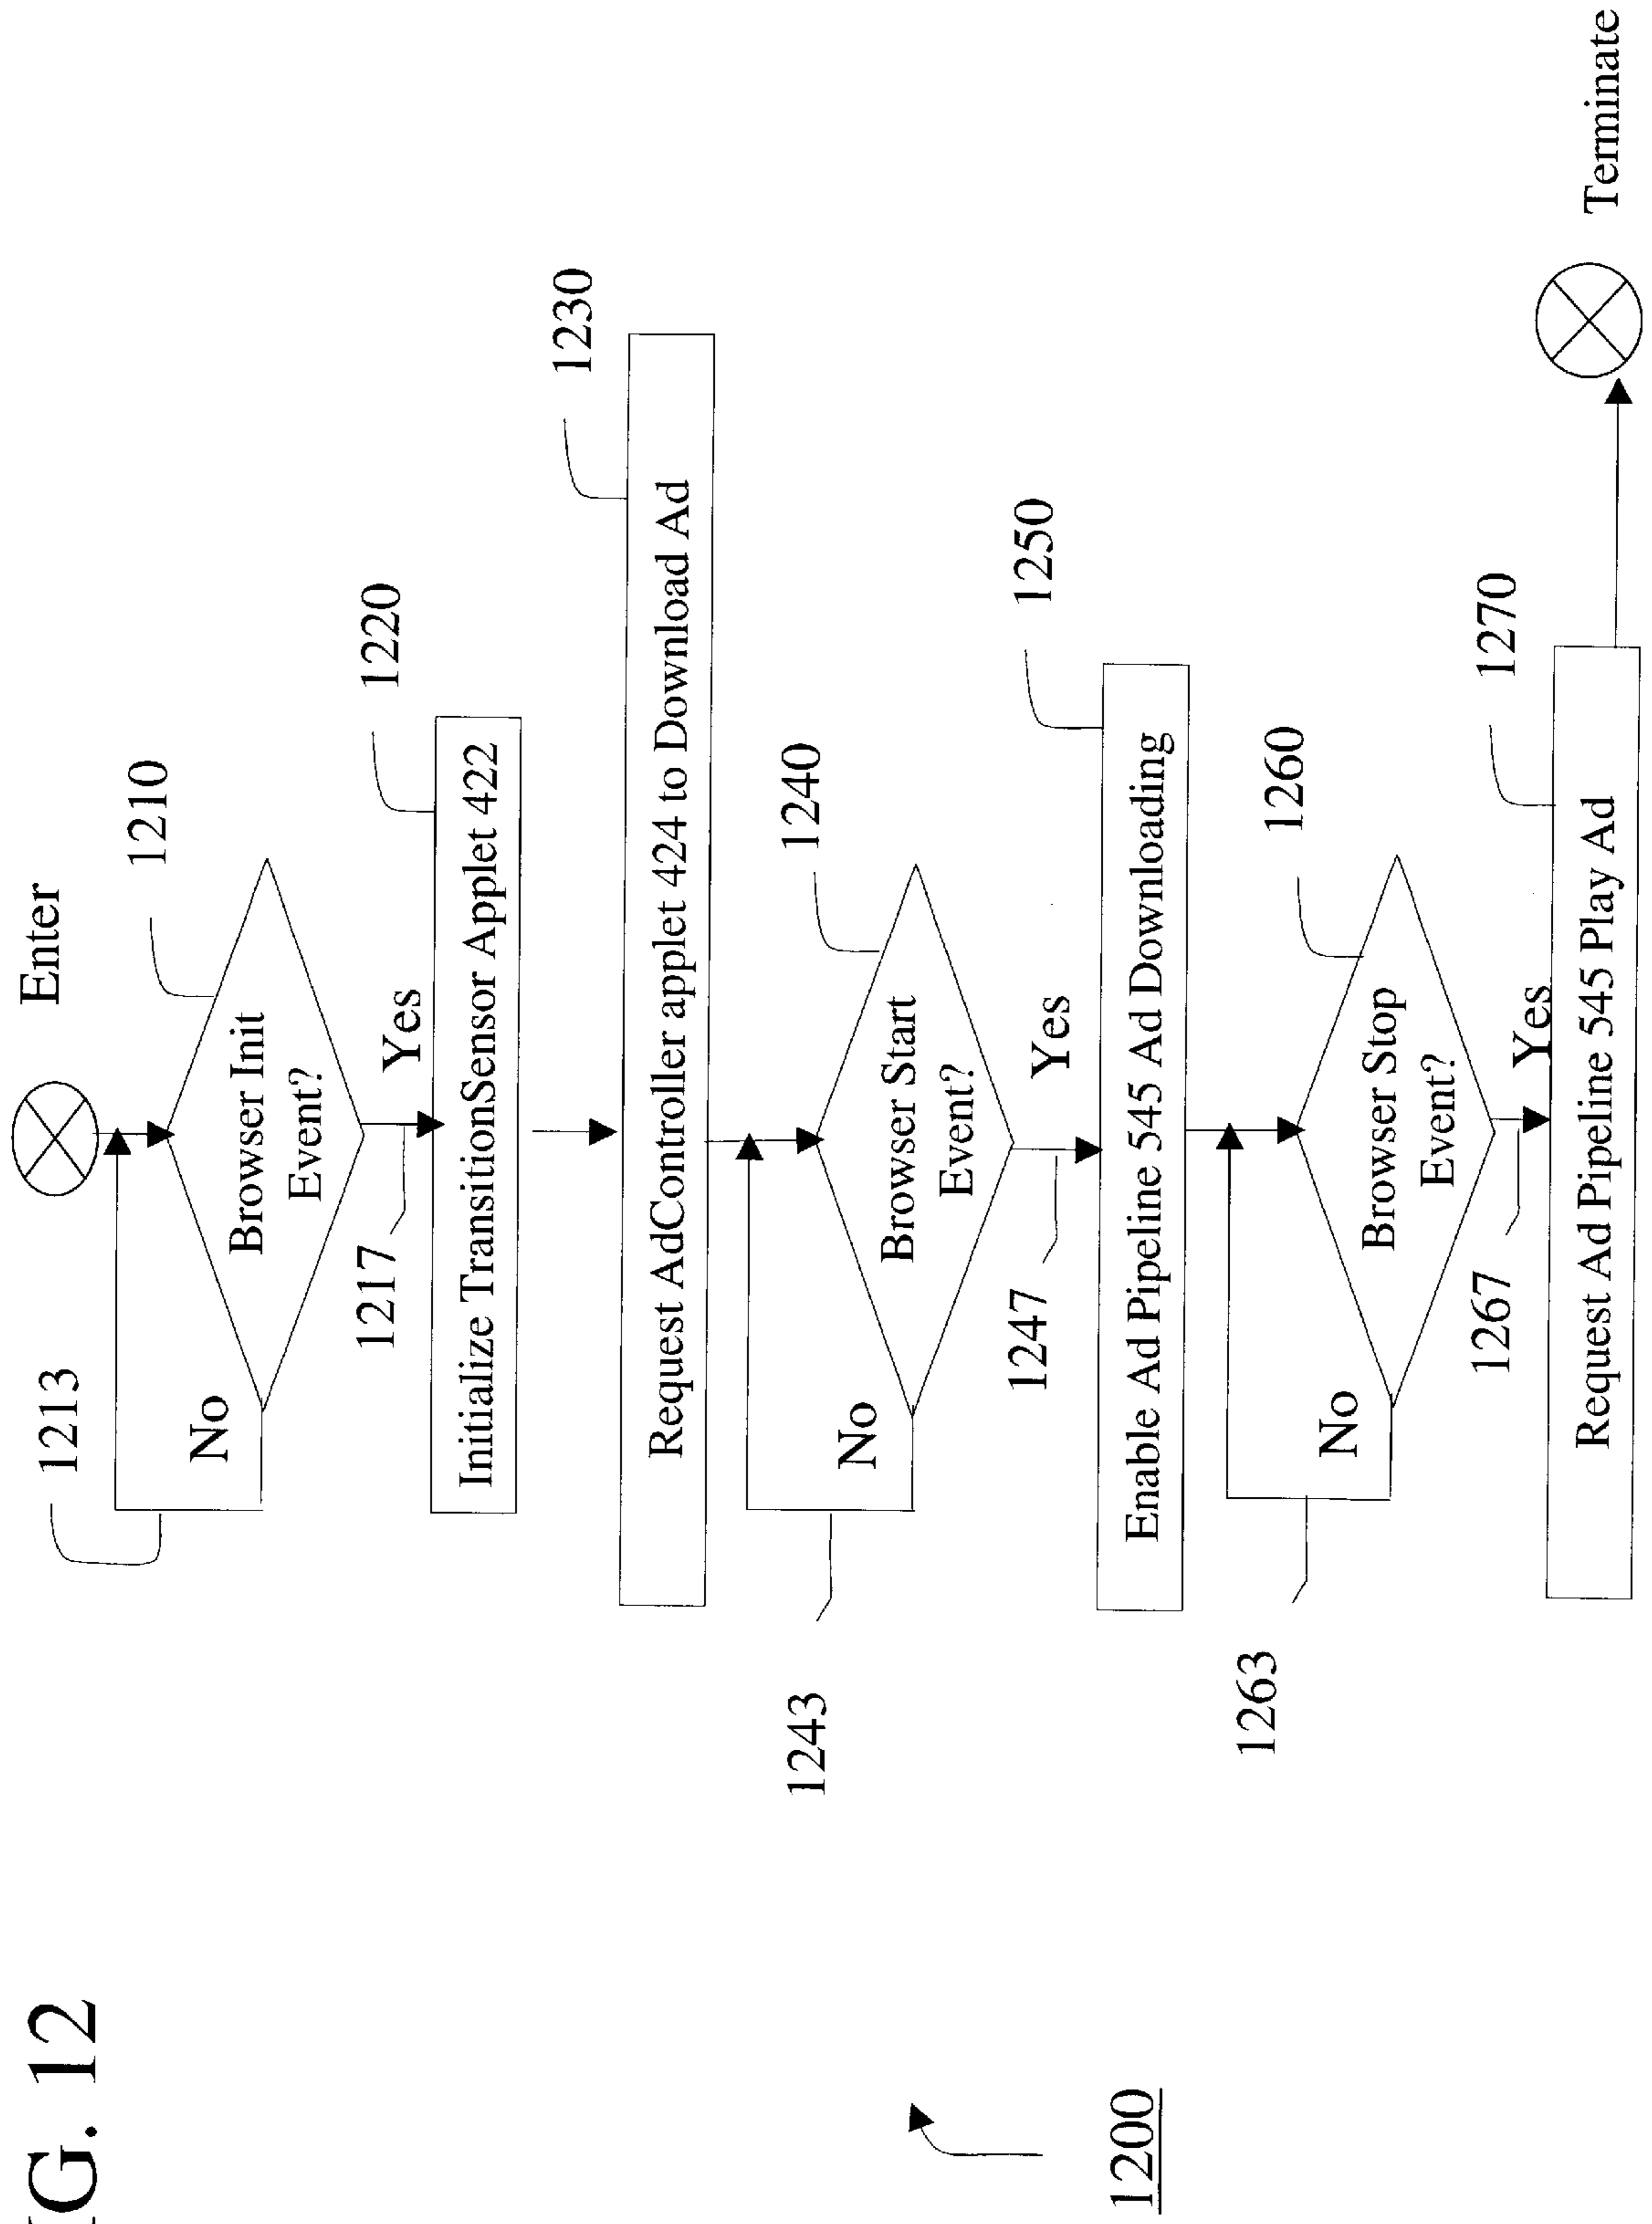 IG. 12
Enter
1210
1213
Browser Init
Event?
No
Yes
1217
1220
Initialize TransitionSensor Applet 422
1230
Request AdController applet 424 to Download Ad
1240
Browser Start
Event?
No
Yes
1243
1247
1250
Enable Ad Pipeline 545 Ad Downloading
1260
Browser Stop
Event?
No
Yes
1263
1267
1270
Request Ad Pipeline 545 Play Ad
Terminate
1200